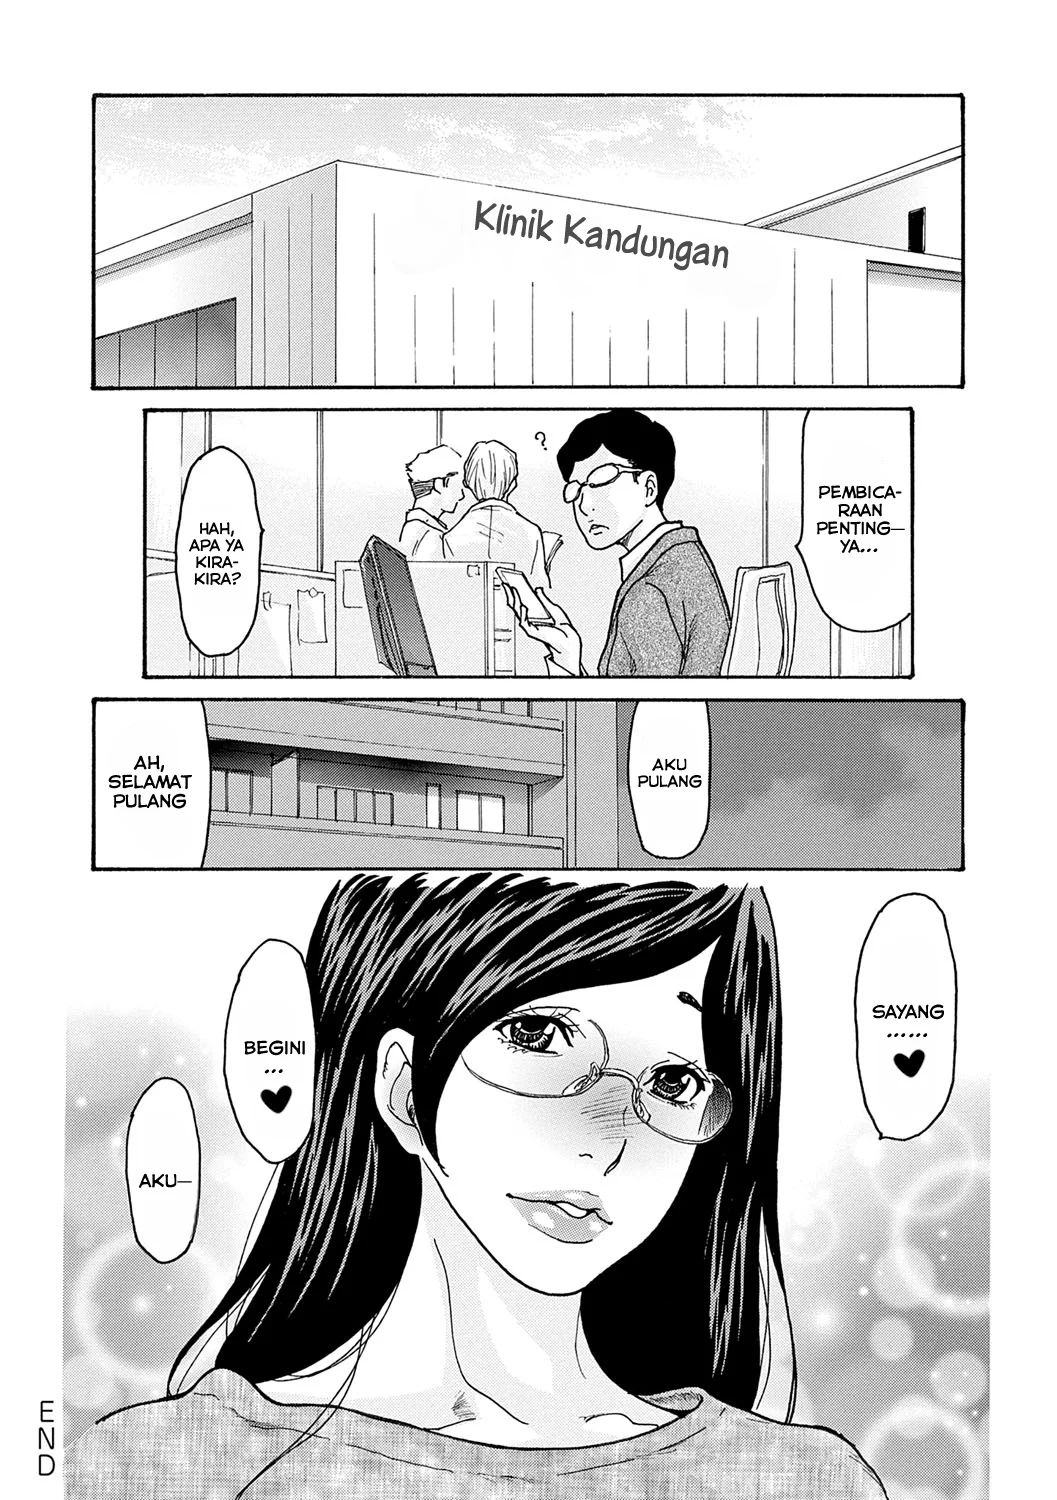 Klinik Kandungan
?
PEMBICA-
RAAN
PENTING—
YA...
HAH,
APA YA
KIRA-
KIRA?
AKU
PULANG
AH,
SELAMAT
PULANG
SAYANG
......
BEGINI
...
AKU—
END